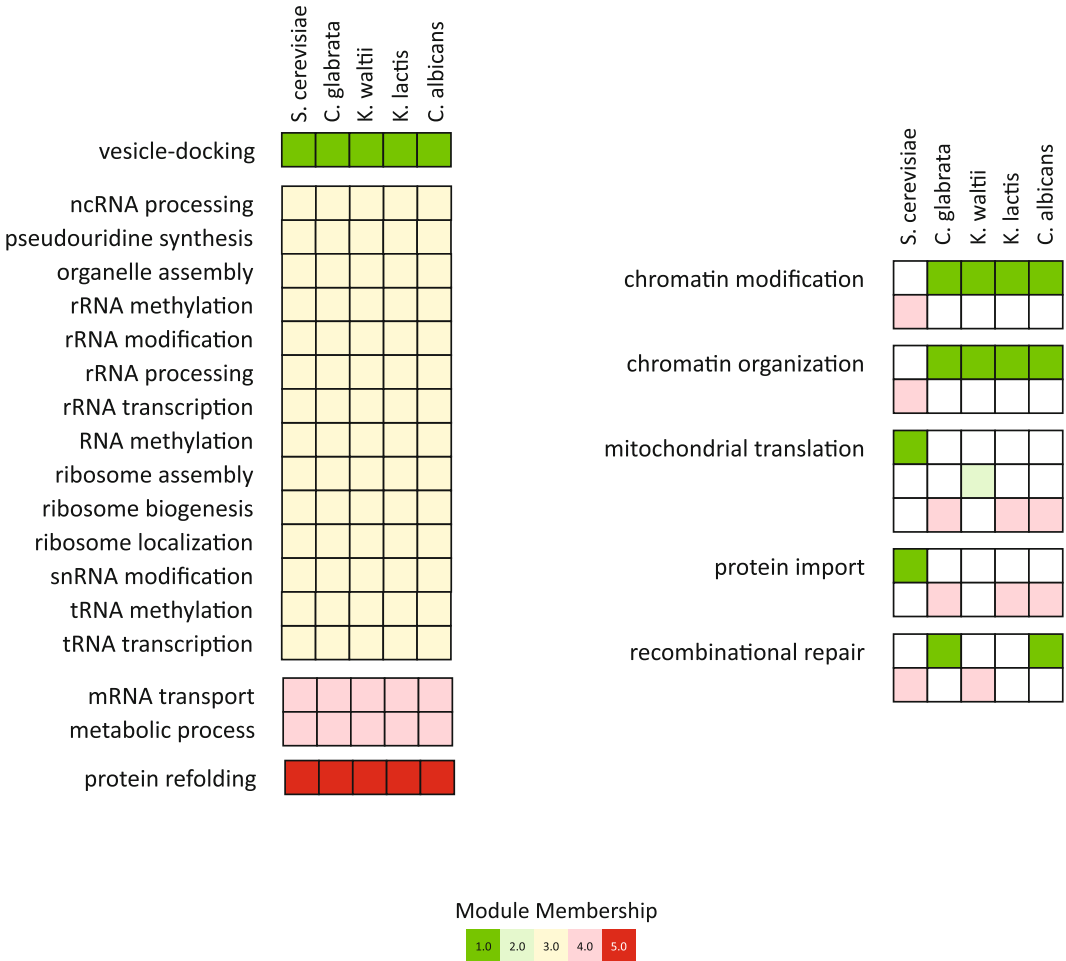 S. cerevisiae
C. glabrata
K. waltii
K. lactis
C. albicans
vesicle-docking
ncRNA processing
pseudouridine synthesis
organelle assembly
rRNA methylation
rRNA modification
rRNA processing
rRNA transcription
RNA methylation
ribosome assembly
ribosome biogenesis
ribosome localization
snRNA modification
tRNA methylation
tRNA transcription
mRNA transport
metabolic process
protein refolding
S. cerevisiae
C. glabrata
K. waltii
K. lactis
C. albicans
chromatin modification
chromatin organization
mitochondrial translation
protein import
recombinational repair
Module Membership
1.0 2.0 3.0 4.0 5.0